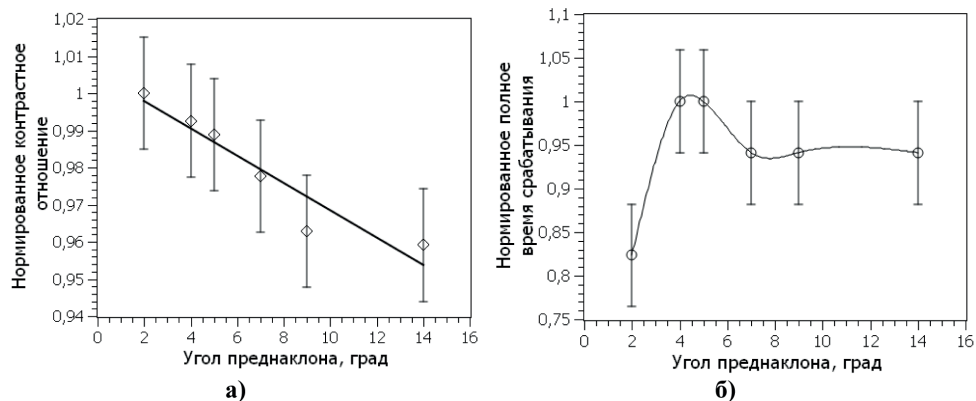 Нормированное контрастное
отношение
1,02
1,01
1
0,99
0,98
0,97
0,96
0,95
0,94
0 2 4 6 8 10 12 14 16
Угол преднаклона, град
а)
Нормированное полное
время срабатывания
1,1
1,05
1
0,95
0,9
0,85
0,8
0,75
0 2 4 6 8 10 12 14 16
Угол преднаклона, град
б)